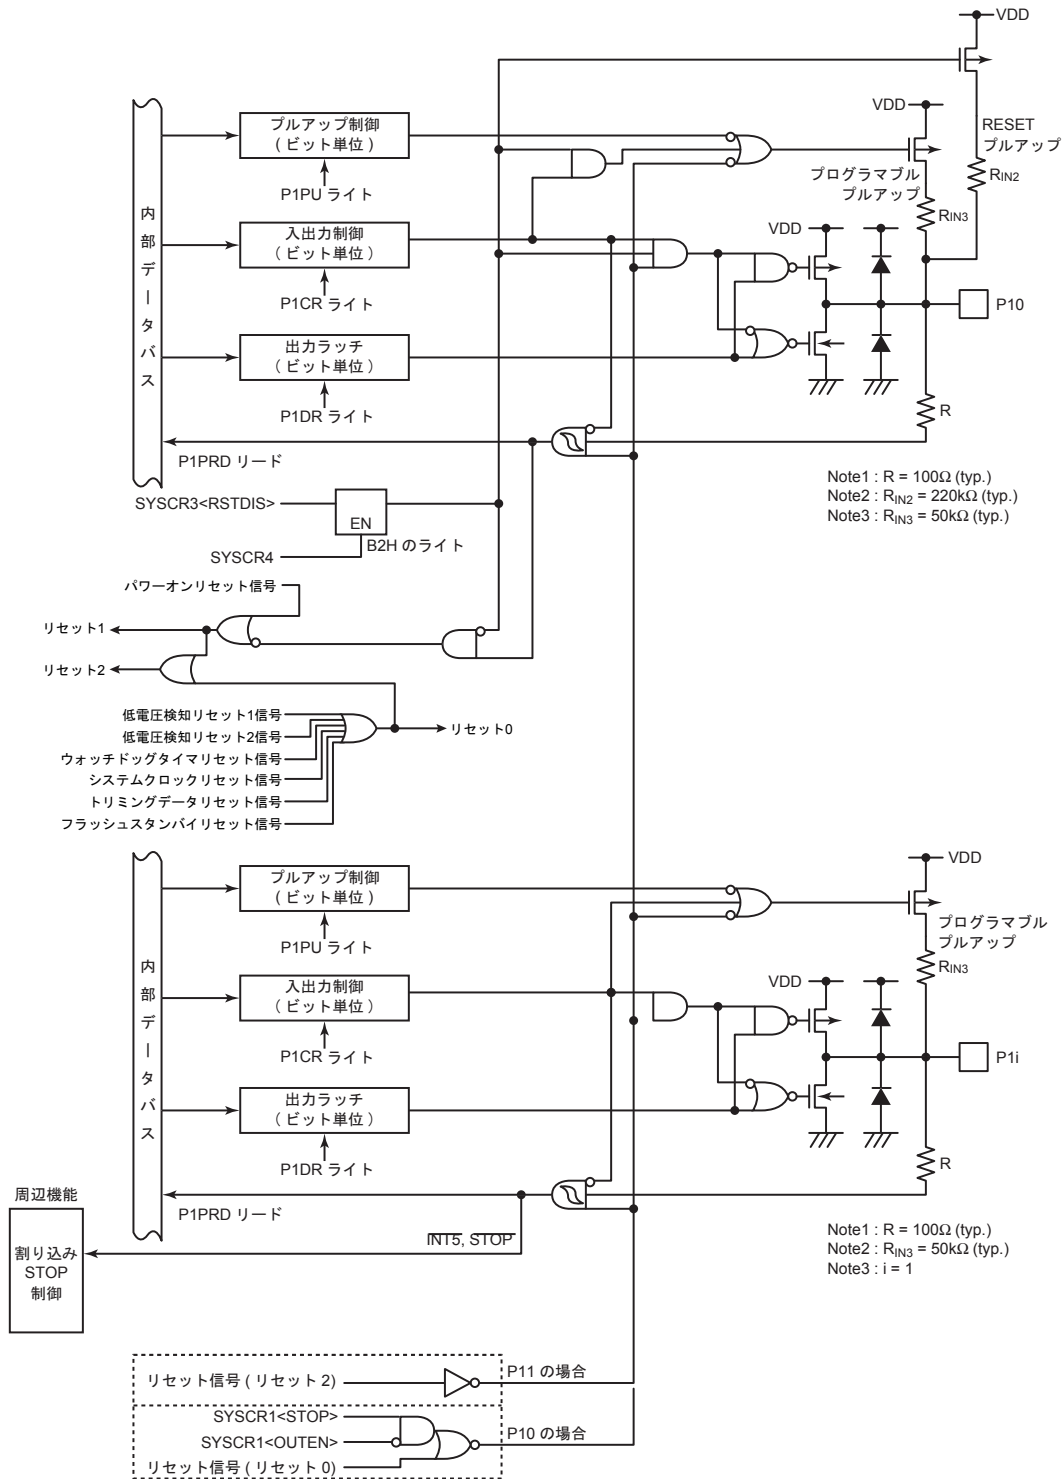 VDD
VDD
RESET
プルアップ
RIN2
プルアップ制御
( ビット単位 )
P1PU ライト
プログラマブル
プルアップ
RIN3
内部データバス
入出力制御
( ビット単位 )
P1CR ライト
VDD
P10
出力ラッチ
( ビット単位 )
P1DR ライト
R
P1PRD リード
Note1 : R = 100Ω (typ.)
Note2 : RIN2 = 220kΩ (typ.)
Note3 : RIN3 = 50kΩ (typ.)
SYSCR3<RSTDIS>
EN
B2H のライト
SYSCR4
パワーオンリセット信号
リセット1
リセット2
低電圧検知リセット1信号
低電圧検知リセット2信号
ウォッチドッグタイマリセット信号
システムクロックリセット信号
トリミングデータリセット信号
フラッシュスタンバイリセット信号
リセット0
VDD
プルアップ制御
( ビット単位 )
P1PU ライト
プログラマブル
プルアップ
RIN3
内部データバス
入出力制御
( ビット単位 )
P1CR ライト
VDD
P1i
出力ラッチ
( ビット単位 )
P1DR ライト
R
P1PRD リード
周辺機能
割り込み
STOP
制御
INT5, STOP
Note1 : R = 100Ω (typ.)
Note2 : RIN3 = 50kΩ (typ.)
Note3 : i = 1
リセット信号 ( リセット 2)
P11 の場合
SYSCR1<STOP>
SYSCR1<OUTEN>
リセット信号 ( リセット 0)
P10 の場合